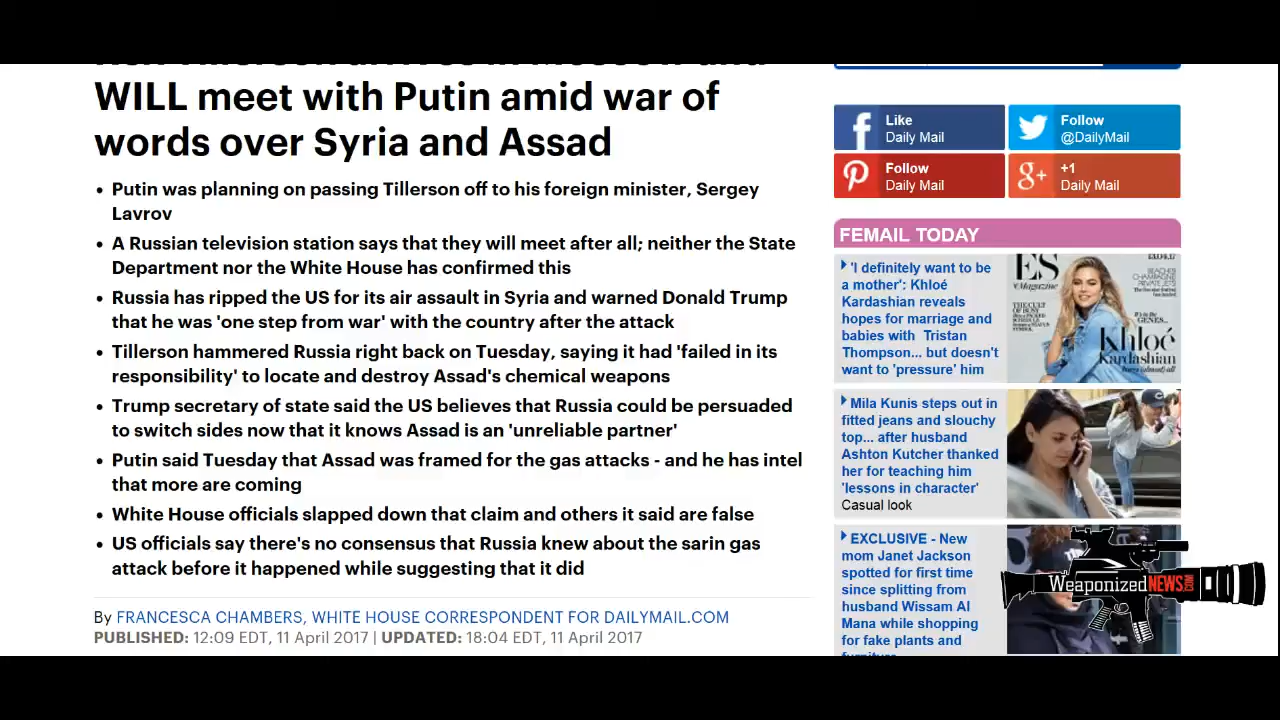 WILL meet with Putin amid war of
words over Syria and Assad
• Putin was planning on passing Tillerson off to his foreign minister, Sergey
Lavrov
• A Russian television station says that they will meet after all; neither the State
Department nor the White House has confirmed this
• Russia has ripped the US for its air assault in Syria and warned Donald Trump
that he was 'one step from war' with the country after the attack
• Tillerson hammered Russia right back on Tuesday, saying it had 'failed in its
responsibility' to locate and destroy Assad's chemical weapons
• Trump secretary of state said the US believes that Russia could be persuaded
to switch sides now that it knows Assad is an 'unreliable partner'
• Putin said Tuesday that Assad was framed for the gas attacks - and he has intel
that more are coming
• White House officials slapped down that claim and others it said are false
• US officials say there's no consensus that Russia knew about the sarin gas
attack before it happened while suggesting that it did
By FRANCESCA CHAMBERS, WHITE HOUSE CORRESPONDENT FOR DAILYMAIL.COM
PUBLISHED: 12:09 EDT, 11 April 2017 | UPDATED: 18:04 EDT, 11 April 2017
Like
Daily Mail
Follow
@DailyMail
Follow
Daily Mail
g+
+1
Daily Mail
FEMAIL TODAY
'I definitely want to be
a mother': Khloé
Kardashian reveals
hopes for marriage and
babies with Tristan
Thompson... but doesn't
want to 'pressure' him
ES
Magazine
Khloé
Kardashian
Mila Kunis steps out in
fitted jeans and slouchy
top... after husband
Ashton Kutcher thanked
her for teaching him
'lessons in character'
Casual look
EXCLUSIVE - New
mom Janet Jackson
spotted for first time
since splitting from
husband Wissam Al
Mana while shopping
for fake plants and
WeaponizedNEWS.COM